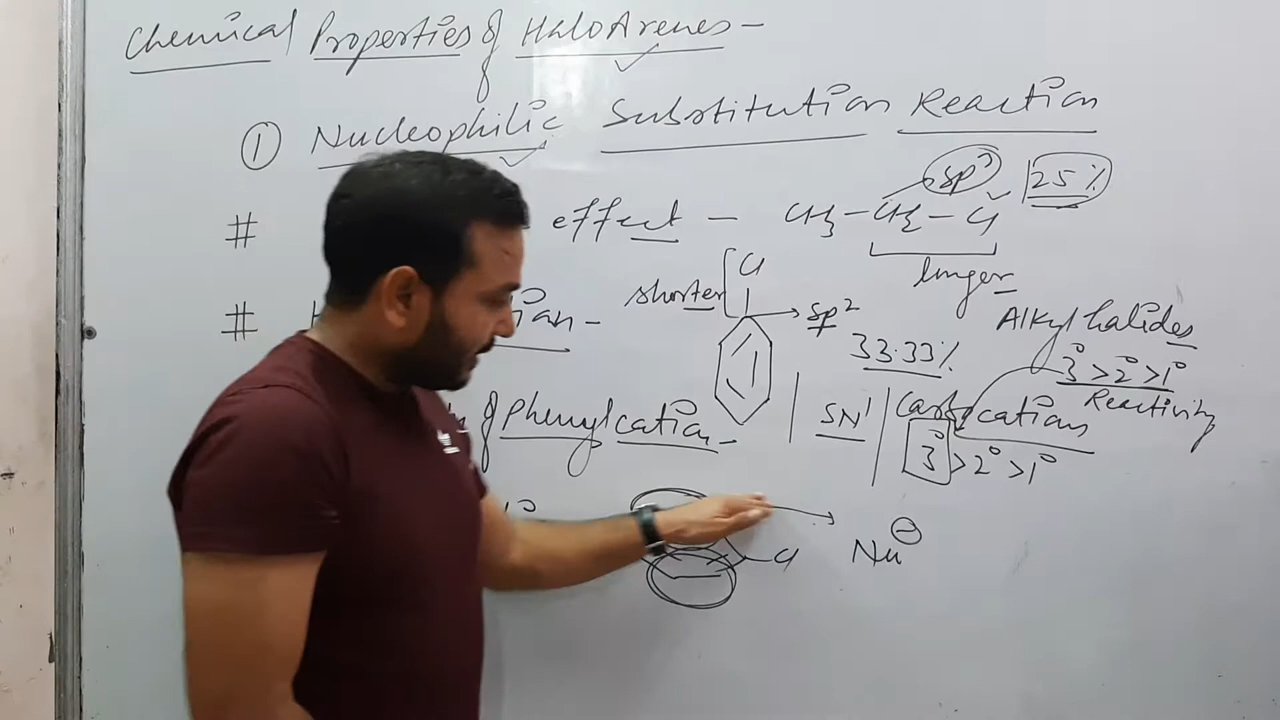 Chemical Properties of HaloArenes -
① Nucleophilic Substitution Reaction
# effect - CH3 - CH2 - Cl sp3 25%
longer
shorter Cl sp2
33.33%
#
Alkyl halides
3° > 2° > 1°
Reactivity
of Phenyl cation -
SN1 Carbocations
3° > 2° > 1°
Cl Nu⊖